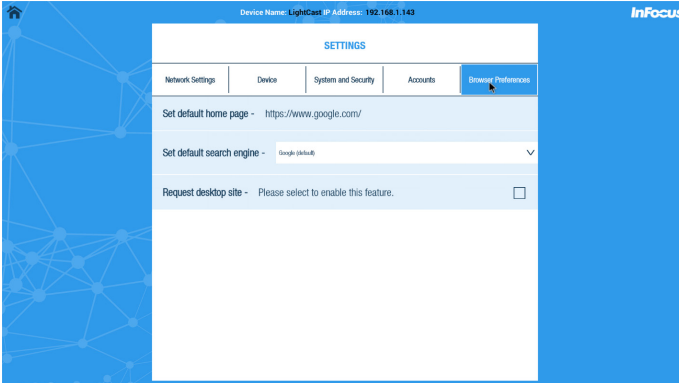 Device Name: LightCast IP Address: 192.168.1.143
InFocus
SETTINGS
Network Settings
Device
System and Security
Accounts
Browser Preferences
Set default home page - https://www.google.com/
Set default search engine - Google (default)
Request desktop site - Please select to enable this feature.